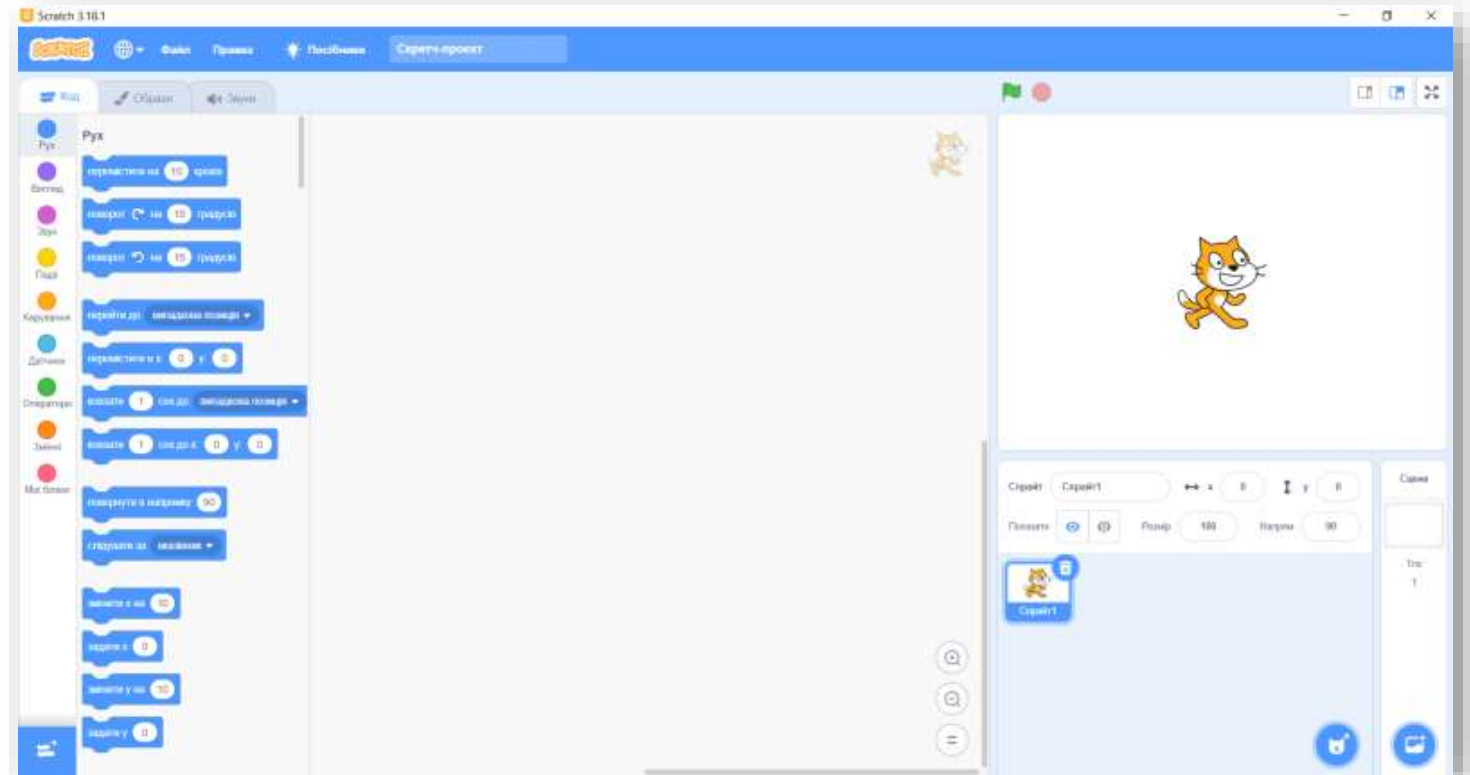 Scratch 3.18.1
SCRATCH
Файл Правка Посібники Скретч-проєкт
Код Образи Звуки
Рух
Рух
Вигляд
Звук
Події
Керування
Датчики
Оператори
Змінні
Мої блоки
перемістити на 10 кроків
поворот на 15 градусів
поворот на 15 градусів
перейти до випадкова позиція
перемістити в x: 0 y: 0
ковзати 1 сек до випадкова позиція
ковзати 1 сек до x: 0 y: 0
повернути в напрямку 90
слідувати за вказівник
змінити x на 10
задати x 0
змінити y на 10
задати y 0
Спрайт Спрайт1 x 0 y 0
Показати Розмір 100 Напрям 90
Спрайт1
Сцена
Тло
1